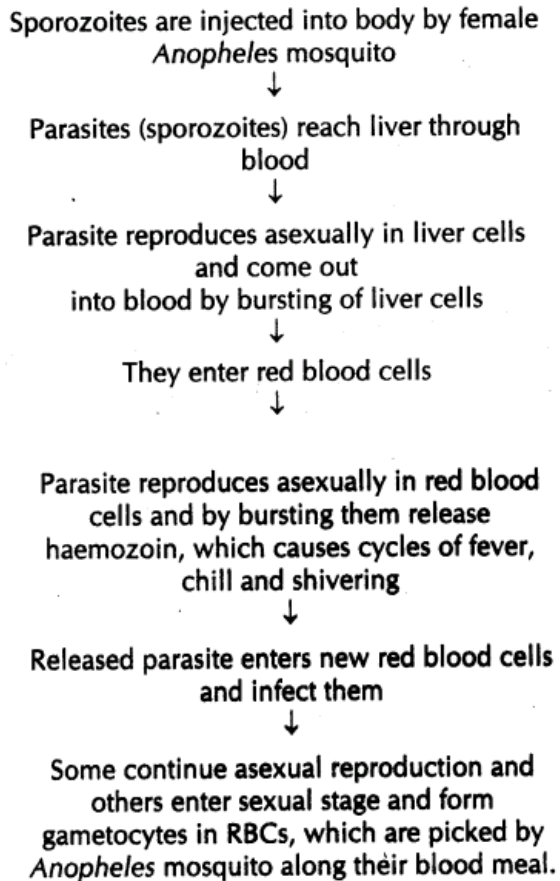 Sporozoites are injected into body by female
Anopheles mosquito
↓
Parasites (sporozoites) reach liver through
blood
↓
Parasite reproduces asexually in liver cells
and come out
into blood by bursting of liver cells
↓
They enter red blood cells
↓
Parasite reproduces asexually in red blood
cells and by bursting them release
haemozoin, which causes cycles of fever,
chill and shivering
↓
Released parasite enters new red blood cells
and infect them
↓
Some continue asexual reproduction and
others enter sexual stage and form
gametocytes in RBCs, which are picked by
Anopheles mosquito along their blood meal.